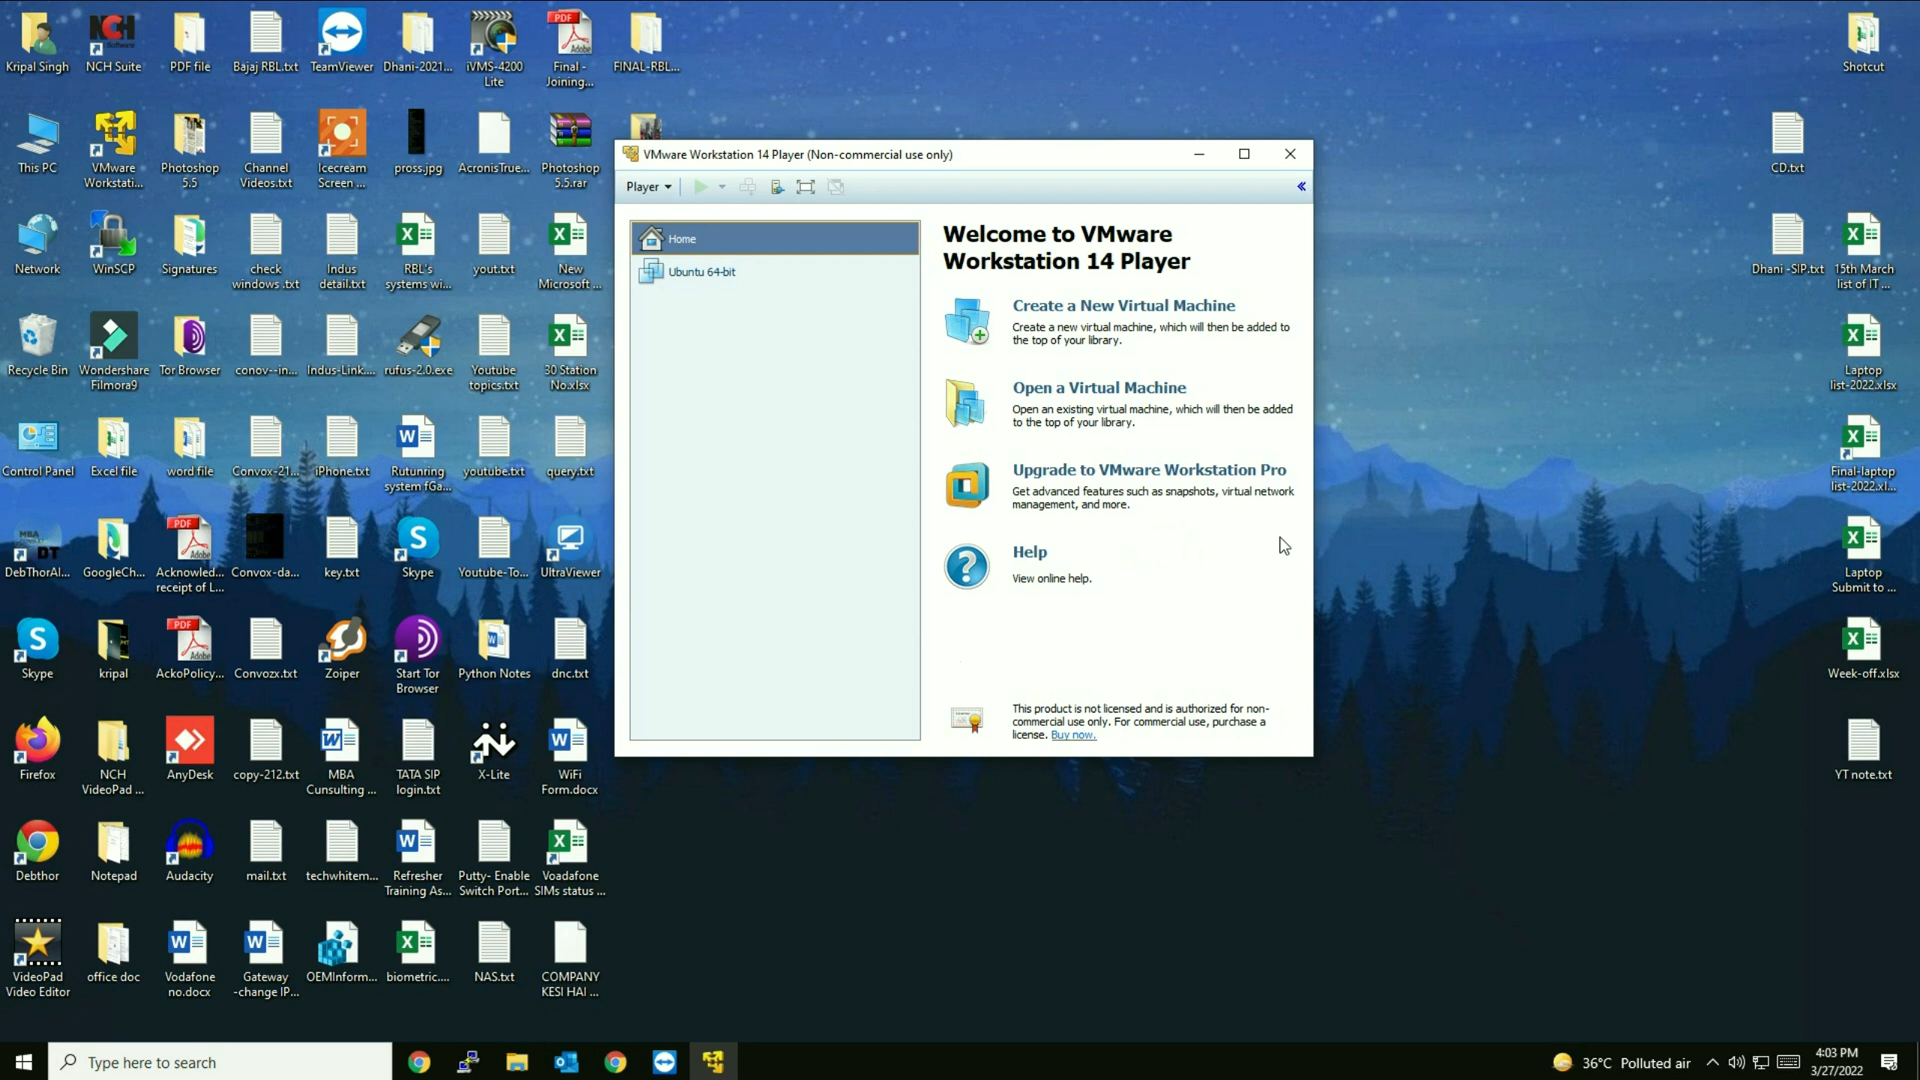 Kripal Singh
NCH Suite
PDF file
Bajaj RBL.txt
TeamViewer
Dhani-2021...
iVMS-4200
Lite
Final -
Joining...
FINAL-RBL...
Shotcut
This PC
VMware
Workstati...
Photoshop
5.5
Channel
Videos.txt
Icecream
Screen ...
pross.jpg
AcronisTrue...
Photoshop
5.5.rar
CD.txt
Network
WinSCP
Signatures
check
windows .txt
Indus
detail.txt
RBL's
systems wi...
yout.txt
New
Microsoft ...
Dhani -SIP.txt
15th March
list of IT ...
Recycle Bin
Wondershare
Filmora9
Tor Browser
conov--in...
Indus-Link....
rufus-2.0.exe
Youtube
topics.txt
30 Station
No.xlsx
Laptop
list-2022.xlsx
Control Panel
Excel file
word file
Convox-21...
iPhone.txt
Rutunring
system fGa...
youtube.txt
query.txt
Final-laptop
list-2022.xl...
DebThorAl...
GoogleCh...
Acknowled...
receipt of L...
Convox-da...
key.txt
Skype
Youtube-To...
UltraViewer
Laptop
Submit to ...
Skype
kripal
AckoPolicy...
Convozx.txt
Zoiper
Start Tor
Browser
Python Notes
dnc.txt
Week-off.xlsx
Firefox
NCH
VideoPad ...
AnyDesk
copy-212.txt
MBA
Cunsulting ...
TATA SIP
login.txt
X-Lite
WiFi
Form.docx
YT note.txt
Debthor
Notepad
Audacity
mail.txt
techwhitem...
Refresher
Training As...
Putty- Enable
Switch Port...
Voadafone
SIMs status ...
VideoPad
Video Editor
office doc
Vodafone
no.docx
Gateway
-change IP...
OEMInform...
biometric....
NAS.txt
COMPANY
KESI HAI ...
VMware Workstation 14 Player (Non-commercial use only)
Player
Home
Ubuntu 64-bit
Welcome to VMware
Workstation 14 Player
Create a New Virtual Machine
Create a new virtual machine, which will then be added to
the top of your library.
Open a Virtual Machine
Open an existing virtual machine, which will then be added
to the top of your library.
Upgrade to VMware Workstation Pro
Get advanced features such as snapshots, virtual network
management, and more.
Help
View online help.
This product is not licensed and is authorized for non-
commercial use only. For commercial use, purchase a
license. Buy now.
Type here to search
36°C Polluted air
4:03 PM
3/27/2022